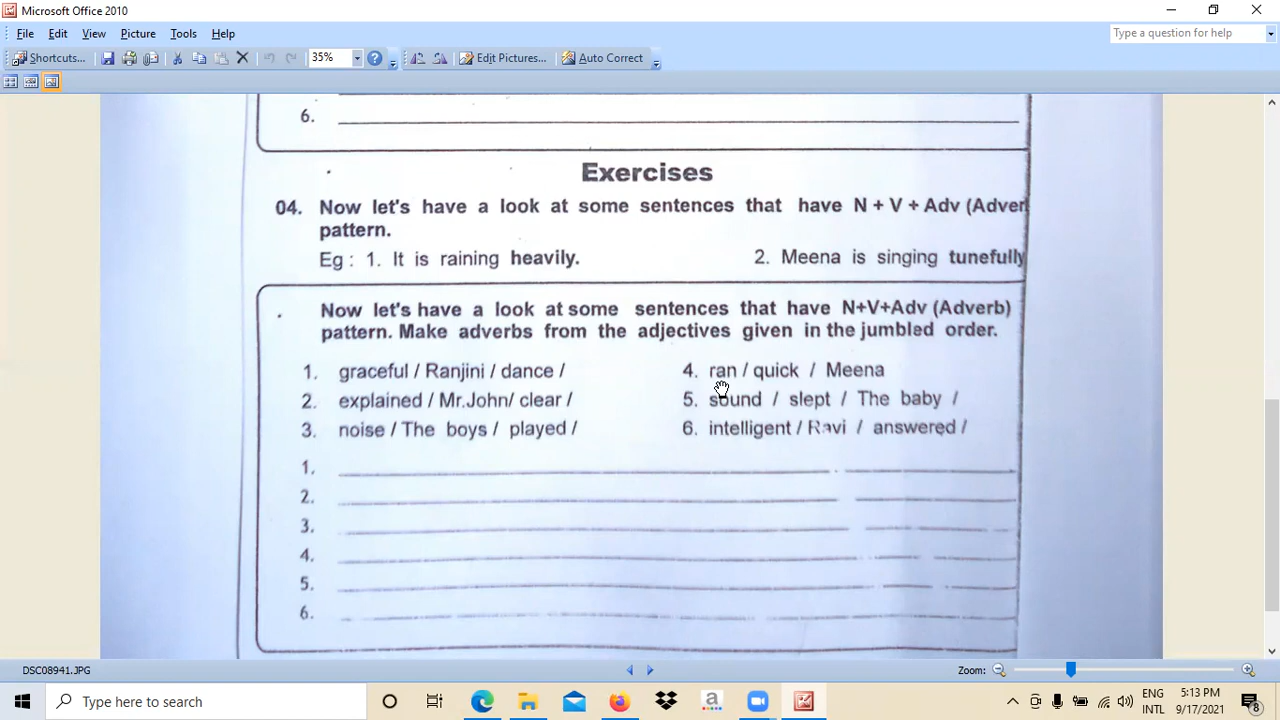 Microsoft Office 2010
File Edit View Picture Tools Help
Type a question for help
Shortcuts... 35% Edit Pictures... Auto Correct
6.
Exercises
04. Now let's have a look at some sentences that have N + V + Adv (Adver
pattern.
Eg : 1. It is raining heavily. 2. Meena is singing tunefully
Now let's have a look at some sentences that have N+V+Adv (Adverb)
pattern. Make adverbs from the adjectives given in the jumbled order.
1. graceful / Ranjini / dance / 4. ran / quick / Meena
2. explained / Mr.John/ clear / 5. sound / slept / The baby /
3. noise / The boys / played / 6. intelligent / Ravi / answered /
1.
2.
3.
4.
5.
6.
DSC08941.JPG Zoom:
Type here to search
ENG 5:13 PM
INTL 9/17/2021
8